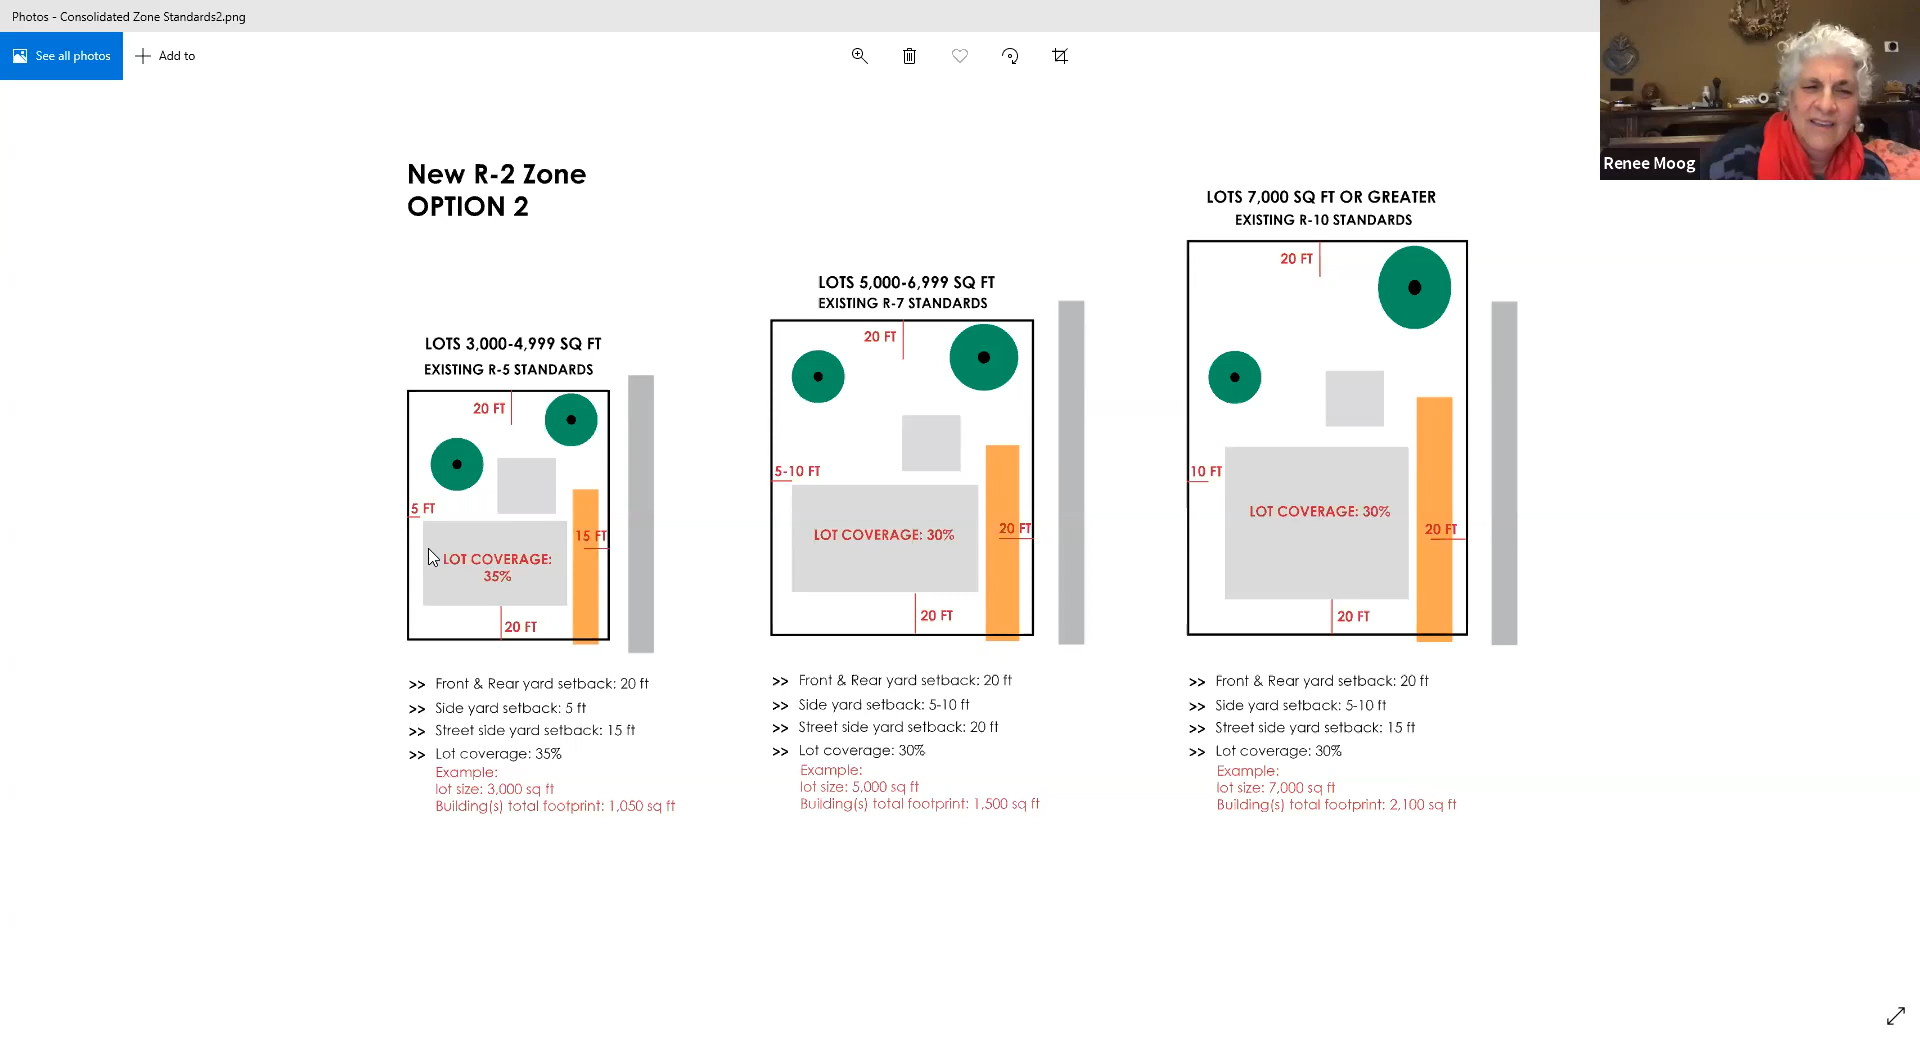 Photos - Consolidated Zone Standards2.png
See all photos
Add to
Renee Moog
New R-2 Zone
OPTION 2
LOTS 3,000-4,999 SQ FT
EXISTING R-5 STANDARDS
20 FT
5 FT
15 FT
LOT COVERAGE:
35%
20 FT
>> Front & Rear yard setback: 20 ft
>> Side yard setback: 5 ft
>> Street side yard setback: 15 ft
>> Lot coverage: 35%
Example:
lot size: 3,000 sq ft
Building(s) total footprint: 1,050 sq ft
LOTS 5,000-6,999 SQ FT
EXISTING R-7 STANDARDS
20 FT
5-10 FT
20 FT
LOT COVERAGE: 30%
20 FT
>> Front & Rear yard setback: 20 ft
>> Side yard setback: 5-10 ft
>> Street side yard setback: 20 ft
>> Lot coverage: 30%
Example:
lot size: 5,000 sq ft
Building(s) total footprint: 1,500 sq ft
LOTS 7,000 SQ FT OR GREATER
EXISTING R-10 STANDARDS
20 FT
10 FT
LOT COVERAGE: 30%
20 FT
20 FT
>> Front & Rear yard setback: 20 ft
>> Side yard setback: 5-10 ft
>> Street side yard setback: 15 ft
>> Lot coverage: 30%
Example:
lot size: 7,000 sq ft
Building(s) total footprint: 2,100 sq ft